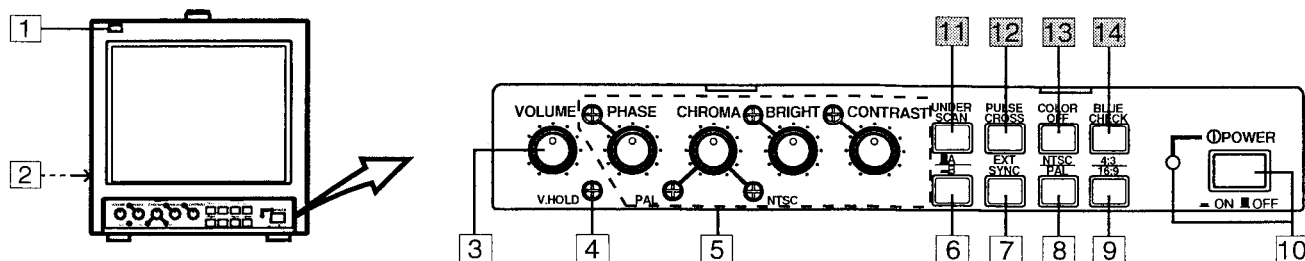 1
2
11 12 13 14
VOLUME PHASE CHROMA BRIGHT CONTRAST
UNDER SCAN
PULSE CROSS
COLOR OFF
BLUE CHECK
POWER
A
B
EXT SYNC
NTSC PAL
4:3
16:9
V.HOLD
PAL
NTSC
ON OFF
3 4 5 6 7 8 9 10